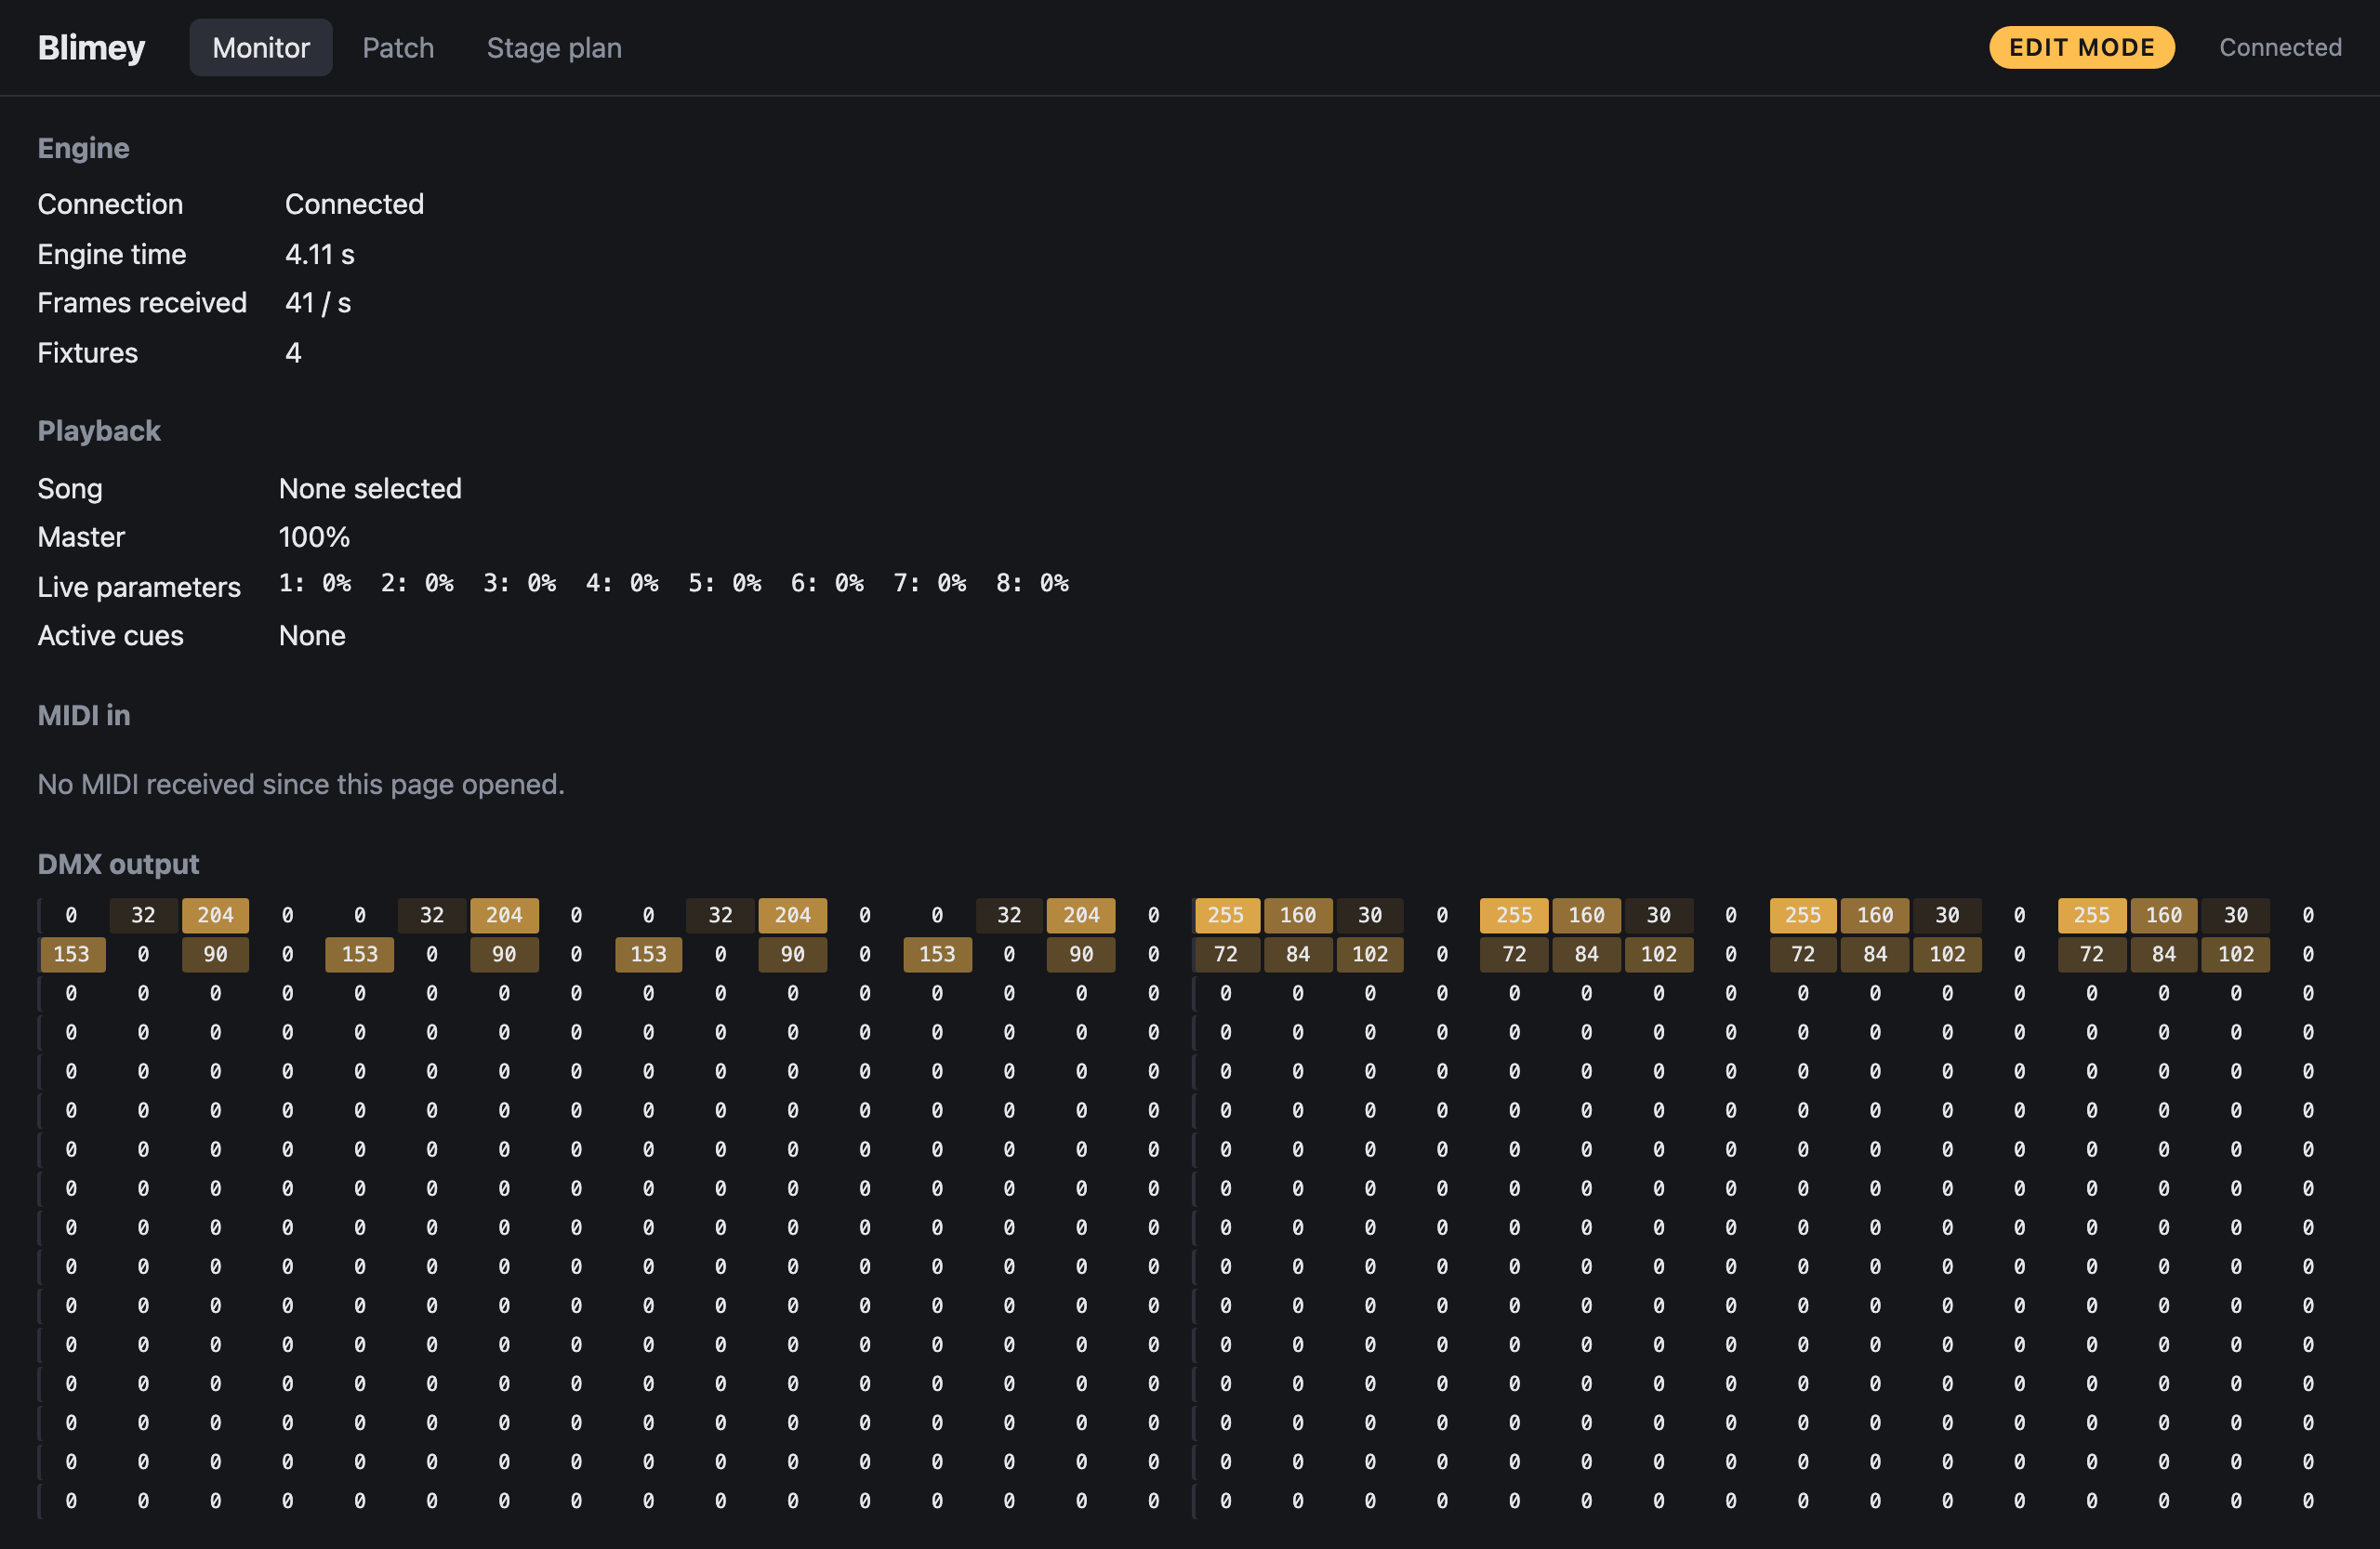 Blimey Monitor Patch Stage plan EDIT MODE Connected
Engine
Connection Connected
Engine time 4.11 s
Frames received 41 / s
Fixtures 4
Playback
Song None selected
Master 100%
Live parameters 1: 0% 2: 0% 3: 0% 4: 0% 5: 0% 6: 0% 7: 0% 8: 0%
Active cues None
MIDI in
No MIDI received since this page opened.
DMX output
0 32 204 0 0 32 204 0 0 32 204 0 0 32 204 0 255 160 30 0 255 160 30 0 255 160 30 0 255 160 30 0
153 0 90 0 153 0 90 0 153 0 90 0 153 0 90 0 72 84 102 0 72 84 102 0 72 84 102 0 72 84 102 0
0 0 0 0 0 0 0 0 0 0 0 0 0 0 0 0 0 0 0 0 0 0 0 0 0 0 0 0 0 0 0 0
0 0 0 0 0 0 0 0 0 0 0 0 0 0 0 0 0 0 0 0 0 0 0 0 0 0 0 0 0 0 0 0
0 0 0 0 0 0 0 0 0 0 0 0 0 0 0 0 0 0 0 0 0 0 0 0 0 0 0 0 0 0 0 0
0 0 0 0 0 0 0 0 0 0 0 0 0 0 0 0 0 0 0 0 0 0 0 0 0 0 0 0 0 0 0 0
0 0 0 0 0 0 0 0 0 0 0 0 0 0 0 0 0 0 0 0 0 0 0 0 0 0 0 0 0 0 0 0
0 0 0 0 0 0 0 0 0 0 0 0 0 0 0 0 0 0 0 0 0 0 0 0 0 0 0 0 0 0 0 0
0 0 0 0 0 0 0 0 0 0 0 0 0 0 0 0 0 0 0 0 0 0 0 0 0 0 0 0 0 0 0 0
0 0 0 0 0 0 0 0 0 0 0 0 0 0 0 0 0 0 0 0 0 0 0 0 0 0 0 0 0 0 0 0
0 0 0 0 0 0 0 0 0 0 0 0 0 0 0 0 0 0 0 0 0 0 0 0 0 0 0 0 0 0 0 0
0 0 0 0 0 0 0 0 0 0 0 0 0 0 0 0 0 0 0 0 0 0 0 0 0 0 0 0 0 0 0 0
0 0 0 0 0 0 0 0 0 0 0 0 0 0 0 0 0 0 0 0 0 0 0 0 0 0 0 0 0 0 0 0
0 0 0 0 0 0 0 0 0 0 0 0 0 0 0 0 0 0 0 0 0 0 0 0 0 0 0 0 0 0 0 0
0 0 0 0 0 0 0 0 0 0 0 0 0 0 0 0 0 0 0 0 0 0 0 0 0 0 0 0 0 0 0 0
0 0 0 0 0 0 0 0 0 0 0 0 0 0 0 0 0 0 0 0 0 0 0 0 0 0 0 0 0 0 0 0